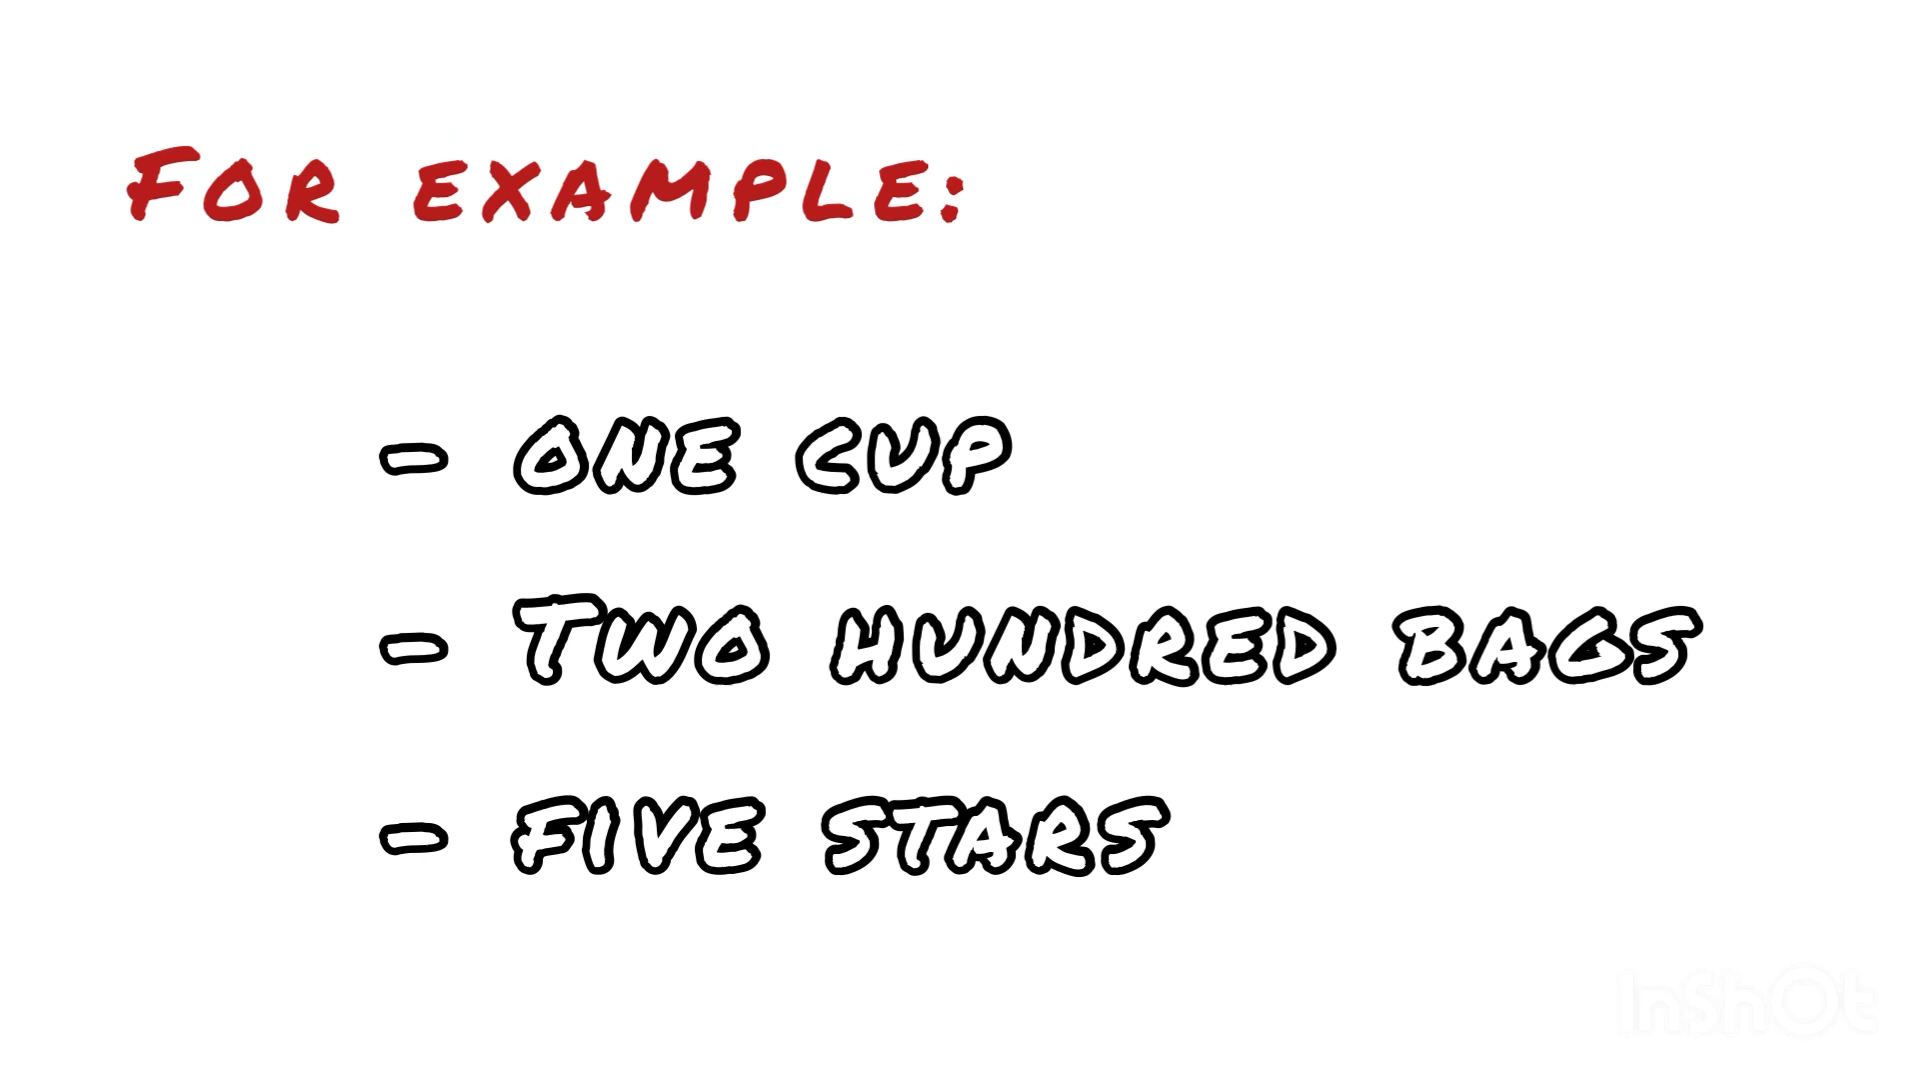 For example:
- one cup
- Two hundred bags
- five stars
InShOt